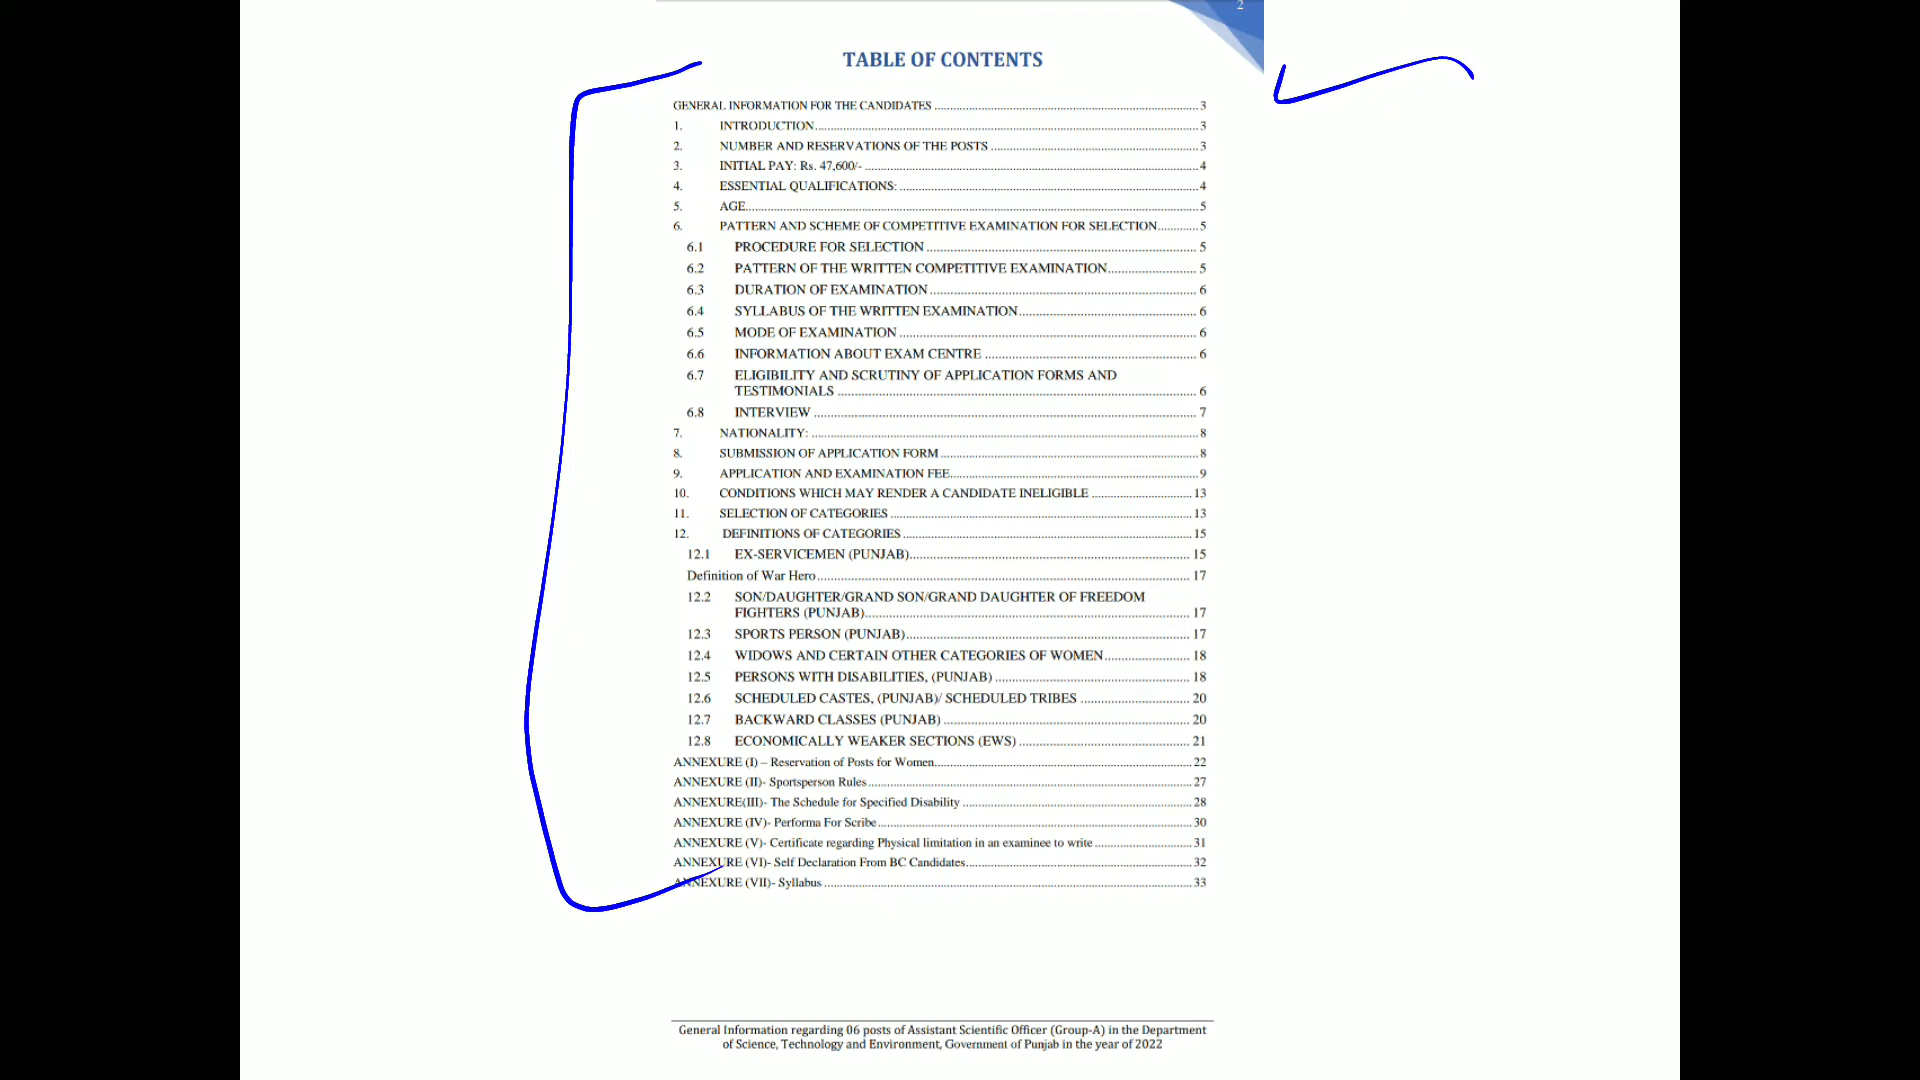 2
TABLE OF CONTENTS
GENERAL INFORMATION FOR THE CANDIDATES ........ 3
1. INTRODUCTION ........ 3
2. NUMBER AND RESERVATIONS OF THE POSTS ........ 3
3. INITIAL PAY: Rs. 47,600/- ........ 4
4. ESSENTIAL QUALIFICATIONS: ........ 4
5. AGE ........ 5
6. PATTERN AND SCHEME OF COMPETITIVE EXAMINATION FOR SELECTION ........ 5
6.1 PROCEDURE FOR SELECTION ........ 5
6.2 PATTERN OF THE WRITTEN COMPETITIVE EXAMINATION ........ 5
6.3 DURATION OF EXAMINATION ........ 6
6.4 SYLLABUS OF THE WRITTEN EXAMINATION ........ 6
6.5 MODE OF EXAMINATION ........ 6
6.6 INFORMATION ABOUT EXAM CENTRE ........ 6
6.7 ELIGIBILITY AND SCRUTINY OF APPLICATION FORMS AND
TESTIMONIALS ........ 6
6.8 INTERVIEW ........ 7
7. NATIONALITY: ........ 8
8. SUBMISSION OF APPLICATION FORM ........ 8
9. APPLICATION AND EXAMINATION FEE ........ 9
10. CONDITIONS WHICH MAY RENDER A CANDIDATE INELIGIBLE ........ 13
11. SELECTION OF CATEGORIES ........ 13
12. DEFINITIONS OF CATEGORIES ........ 15
12.1 EX-SERVICEMEN (PUNJAB) ........ 15
Definition of War Hero ........ 17
12.2 SON/DAUGHTER/GRAND SON/GRAND DAUGHTER OF FREEDOM
FIGHTERS (PUNJAB) ........ 17
12.3 SPORTS PERSON (PUNJAB) ........ 17
12.4 WIDOWS AND CERTAIN OTHER CATEGORIES OF WOMEN ........ 18
12.5 PERSONS WITH DISABILITIES, (PUNJAB) ........ 18
12.6 SCHEDULED CASTES, (PUNJAB)/ SCHEDULED TRIBES ........ 20
12.7 BACKWARD CLASSES (PUNJAB) ........ 20
12.8 ECONOMICALLY WEAKER SECTIONS (EWS) ........ 21
ANNEXURE (I) – Reservation of Posts for Women ........ 22
ANNEXURE (II)- Sportsperson Rules ........ 27
ANNEXURE(III)- The Schedule for Specified Disability ........ 28
ANNEXURE (IV)- Performa For Scribe ........ 30
ANNEXURE (V)- Certificate regarding Physical limitation in an examinee to write ........ 31
ANNEXURE (VI)- Self Declaration From BC Candidates ........ 32
ANNEXURE (VII)- Syllabus ........ 33
General Information regarding 06 posts of Assistant Scientific Officer (Group-A) in the Department
of Science, Technology and Environment, Government of Punjab in the year of 2022